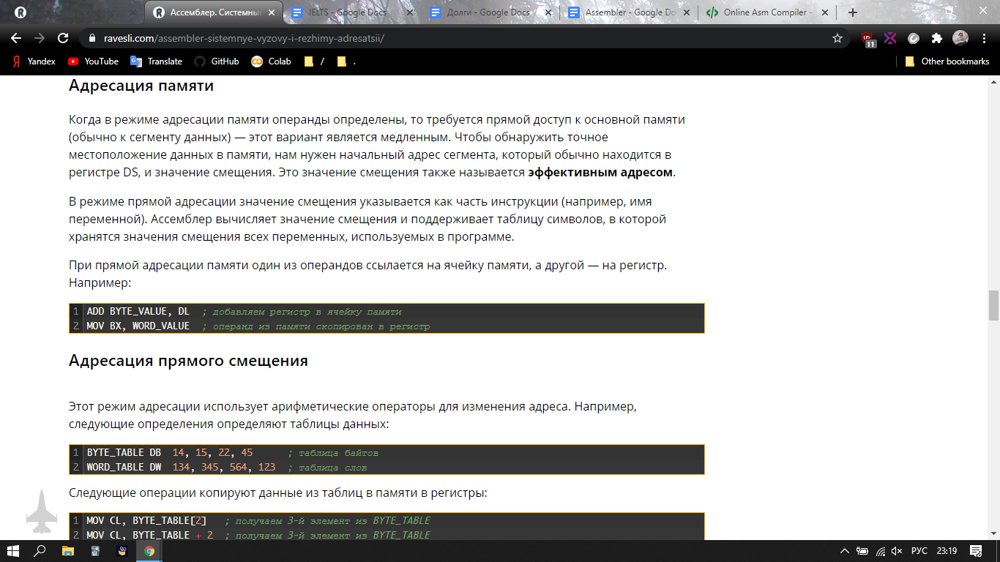 Ассемблер. Системны
IELTS - Google Docs
Долги - Google Docs
Assembler - Google Do
Online Asm Compiler -
ravesli.com/assembler-sistemnye-vyzovy-i-rezhimy-adresatsii/
11
Yandex
YouTube
Translate
GitHub
Colab
/
.
Other bookmarks
Адресация памяти
Когда в режиме адресации памяти операнды определены, то требуется прямой доступ к основной памяти
(обычно к сегменту данных) — этот вариант является медленным. Чтобы обнаружить точное
местоположение данных в памяти, нам нужен начальный адрес сегмента, который обычно находится в
регистре DS, и значение смещения. Это значение смещения также называется эффективным адресом.
В режиме прямой адресации значение смещения указывается как часть инструкции (например, имя
переменной). Ассемблер вычисляет значение смещения и поддерживает таблицу символов, в которой
хранятся значения смещения всех переменных, используемых в программе.
При прямой адресации памяти один из операндов ссылается на ячейку памяти, а другой — на регистр.
Например:
1 ADD BYTE_VALUE, DL ; добавляем регистр в ячейку памяти
2 MOV BX, WORD_VALUE ; операнд из памяти скопирован в регистр
Адресация прямого смещения
Этот режим адресации использует арифметические операторы для изменения адреса. Например,
следующие определения определяют таблицы данных:
1 BYTE_TABLE DB 14, 15, 22, 45 ; таблица байтов
2 WORD_TABLE DW 134, 345, 564, 123 ; таблица слов
Следующие операции копируют данные из таблиц в памяти в регистры:
1 MOV CL, BYTE_TABLE[2] ; получаем 3-й элемент из BYTE_TABLE
2 MOV CL, BYTE_TABLE + 2 ; получаем 3-й элемент из BYTE_TABLE
РУС
23:19